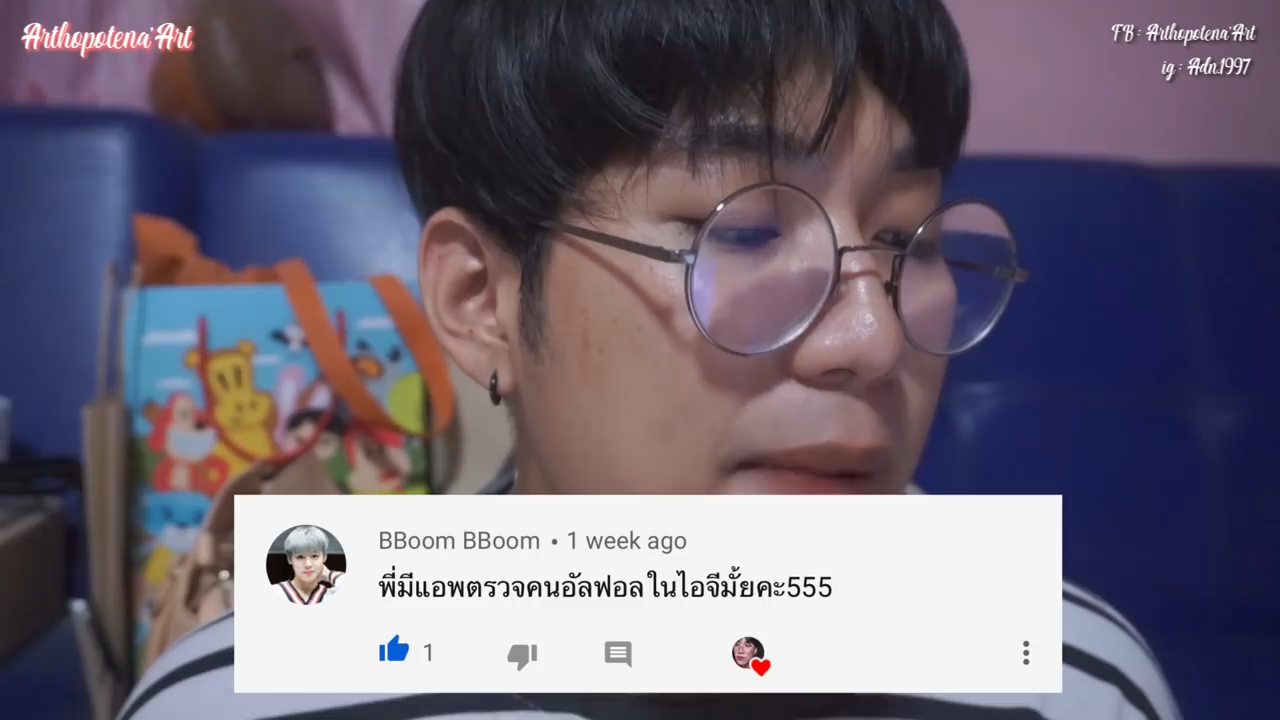 Arthopotena'Art
FB : Arthopotena'Art
ig : Adn.1997
BBoom BBoom • 1 week ago
พี่มีแอพตรวจคนอัลฟอลในไอจีมั้ยคะ555
1